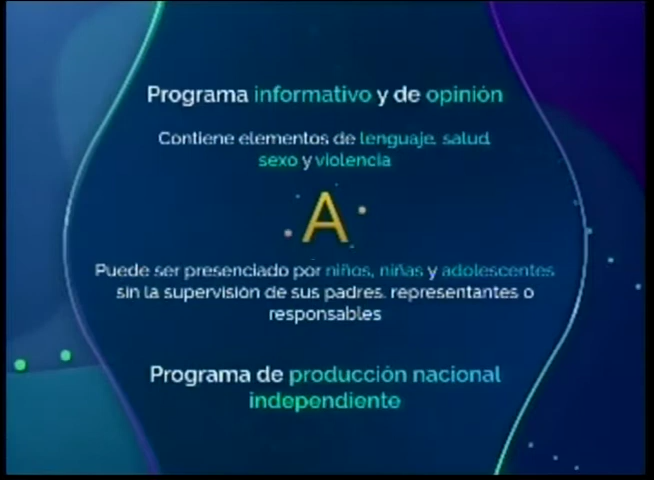 Programa informativo y de opinión
Contiene elementos de lenguaje, salud,
sexo y violencia
A
Puede ser presenciado por niños, niñas y adolescentes
sin la supervisión de sus padres, representantes o
responsables
Programa de producción nacional
independiente